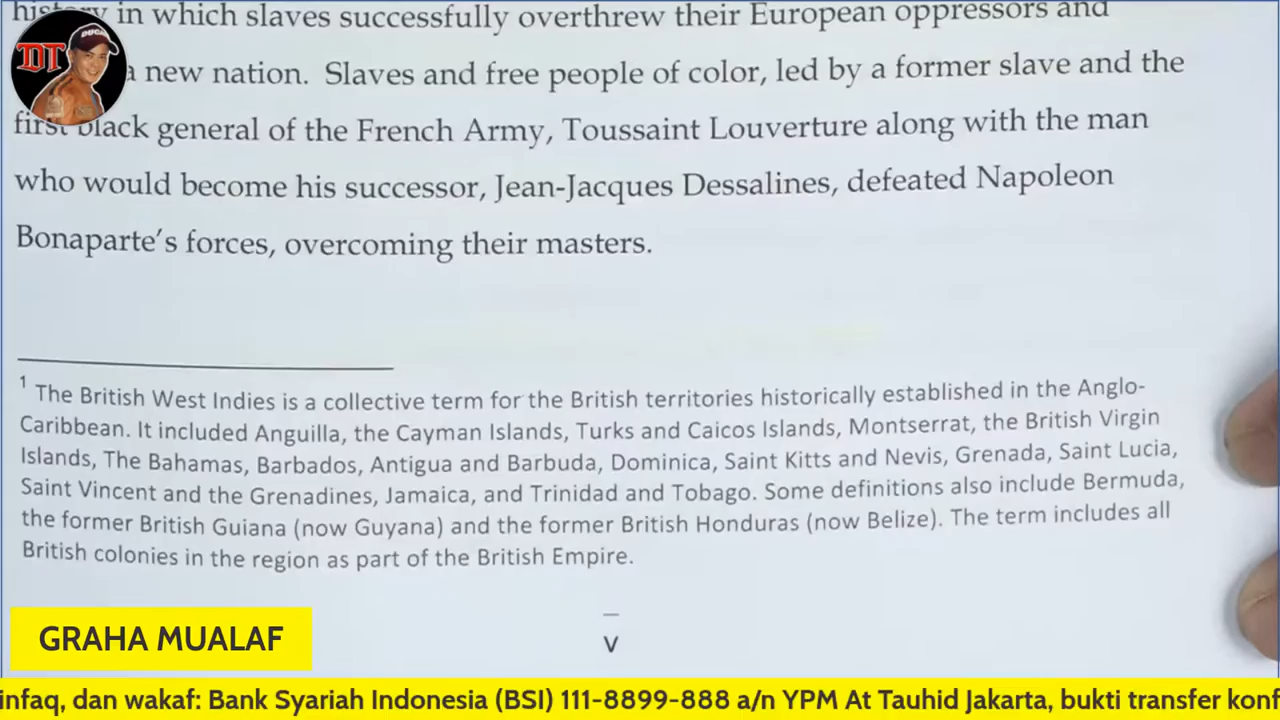 history in which slaves successfully overthrew their European oppressors and
a new nation. Slaves and free people of color, led by a former slave and the
first black general of the French Army, Toussaint Louverture along with the man
who would become his successor, Jean-Jacques Dessalines, defeated Napoleon
Bonaparte's forces, overcoming their masters.
1 The British West Indies is a collective term for the British territories historically established in the Anglo-
Caribbean. It included Anguilla, the Cayman Islands, Turks and Caicos Islands, Montserrat, the British Virgin
Islands, The Bahamas, Barbados, Antigua and Barbuda, Dominica, Saint Kitts and Nevis, Grenada, Saint Lucia,
Saint Vincent and the Grenadines, Jamaica, and Trinidad and Tobago. Some definitions also include Bermuda,
the former British Guiana (now Guyana) and the former British Honduras (now Belize). The term includes all
British colonies in the region as part of the British Empire.
v
DT
DUCA
GRAHA MUALAF
infaq, dan wakaf: Bank Syariah Indonesia (BSI) 111-8899-888 a/n YPM At Tauhid Jakarta, bukti transfer konf